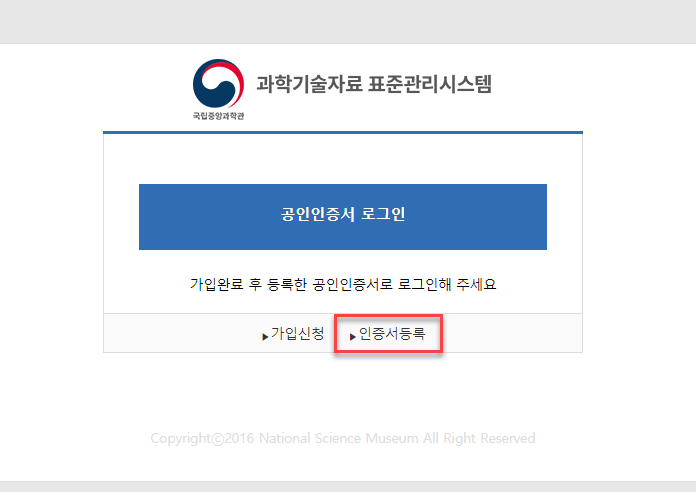 과학기술자료 표준관리시스템
국립중앙과학관
공인인증서 로그인
가입완료 후 등록한 공인인증서로 로그인해 주세요
▶가입신청 ▶인증서등록
Copyrightⓒ2016 National Science Museum All Right Reserved